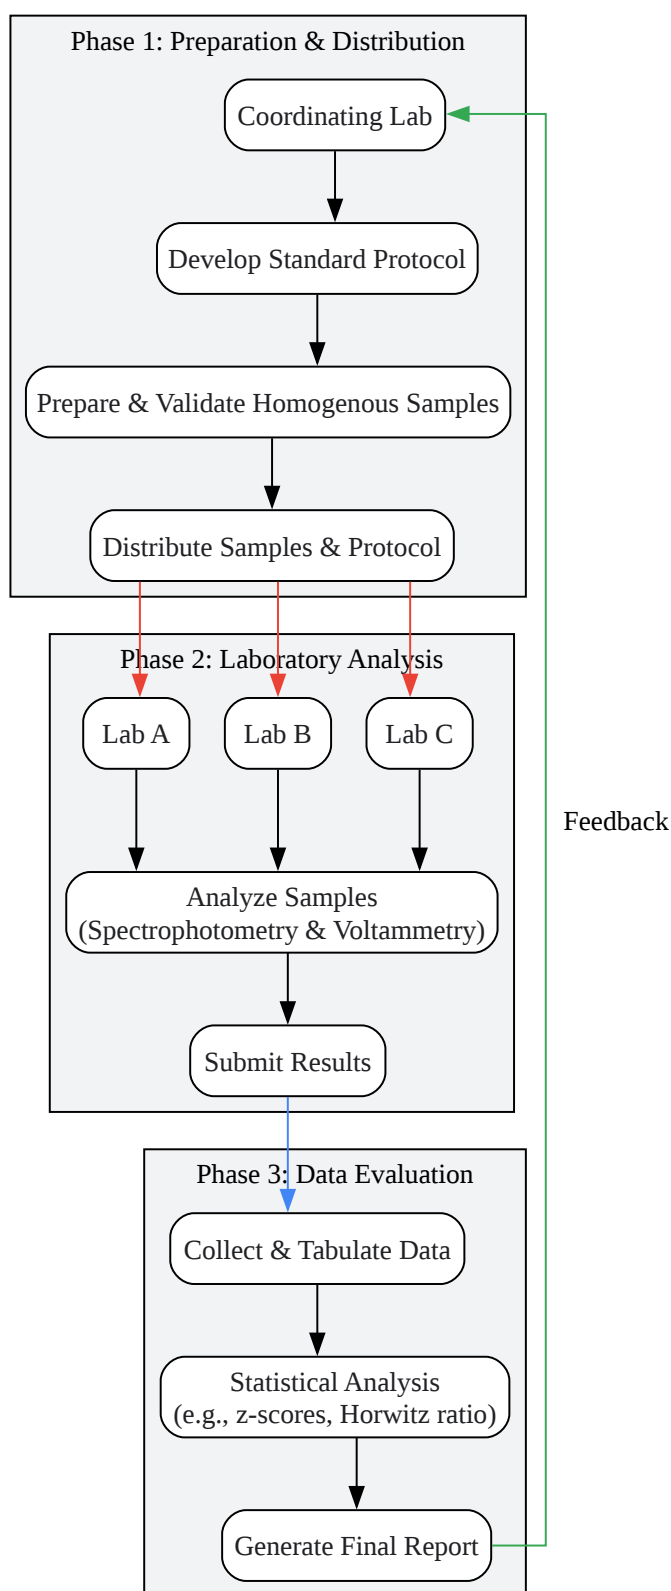 Phase 1: Preparation & Distribution
Coordinating Lab
Develop Standard Protocol
Prepare & Validate Homogenous Samples
Distribute Samples & Protocol
Phase 2: Laboratory Analysis
Lab A
Lab B
Lab C
Feedback
Analyze Samples
(Spectrophotometry & Voltammetry)
Submit Results
Phase 3: Data Evaluation
Collect & Tabulate Data
Statistical Analysis
(e.g., z-scores, Horwitz ratio)
Generate Final Report